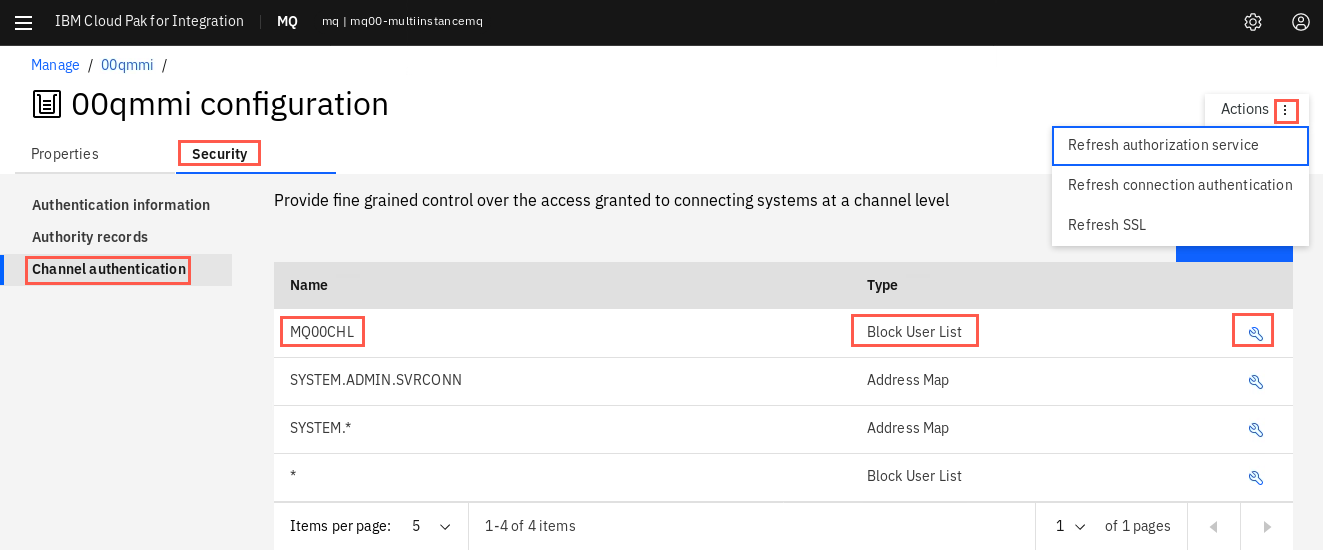 IBM Cloud Pak for Integration MQ mq | mq00-multiinstancemq
Manage / 00qmmi /
00qmmi configuration
Actions
Refresh authorization service
Refresh connection authentication
Refresh SSL
Properties Security
Authentication information
Authority records
Channel authentication
Provide fine grained control over the access granted to connecting systems at a channel level
Name Type
MQ00CHL Block User List
SYSTEM.ADMIN.SVRCONN Address Map
SYSTEM.* Address Map
* Block User List
Items per page: 5 1-4 of 4 items 1 of 1 pages